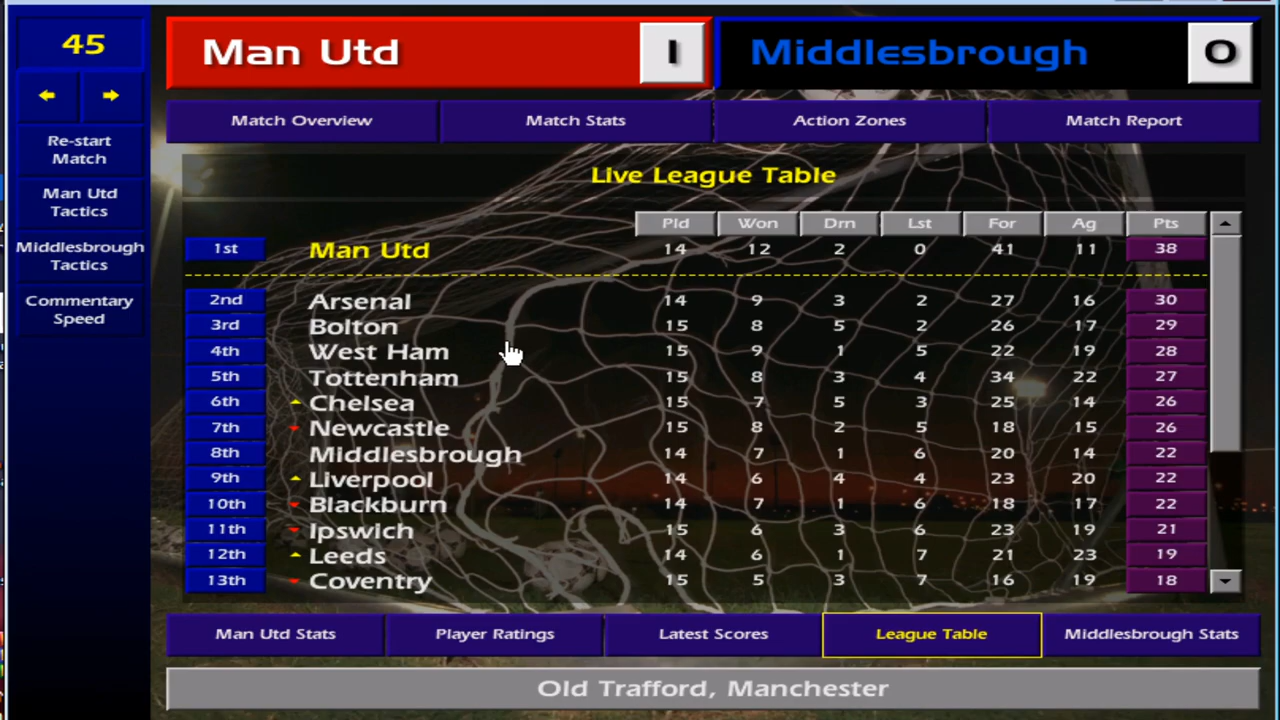 45
Man Utd 1 Middlesbrough 0
Match Overview Match Stats Action Zones Match Report
Re-start
Match
Man Utd
Tactics
Middlesbrough
Tactics
Commentary
Speed
Live League Table
Pld Won Drn Lst For Ag Pts
1st Man Utd 14 12 2 0 41 11 38
2nd Arsenal 14 9 3 2 27 16 30
3rd Bolton 15 8 5 2 26 17 29
4th West Ham 15 9 1 5 22 19 28
5th Tottenham 15 8 3 4 34 22 27
6th Chelsea 15 7 5 3 25 14 26
7th Newcastle 15 8 2 5 18 15 26
8th Middlesbrough 14 7 1 6 20 14 22
9th Liverpool 14 6 4 4 23 20 22
10th Blackburn 14 7 1 6 18 17 22
11th Ipswich 15 6 3 6 23 19 21
12th Leeds 14 6 1 7 21 23 19
13th Coventry 15 5 3 7 16 19 18
Man Utd Stats Player Ratings Latest Scores League Table Middlesbrough Stats
Old Trafford, Manchester